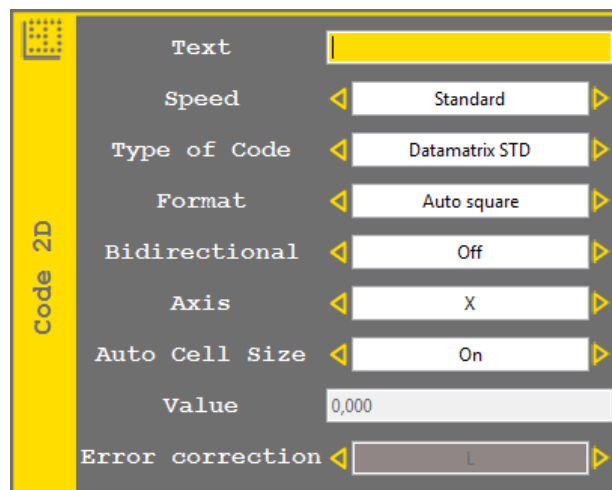 Code 2D
Text
Speed Standard
Type of Code Datamatrix STD
Format Auto square
Bidirectional Off
Axis X
Auto Cell Size On
Value 0,000
Error correction L